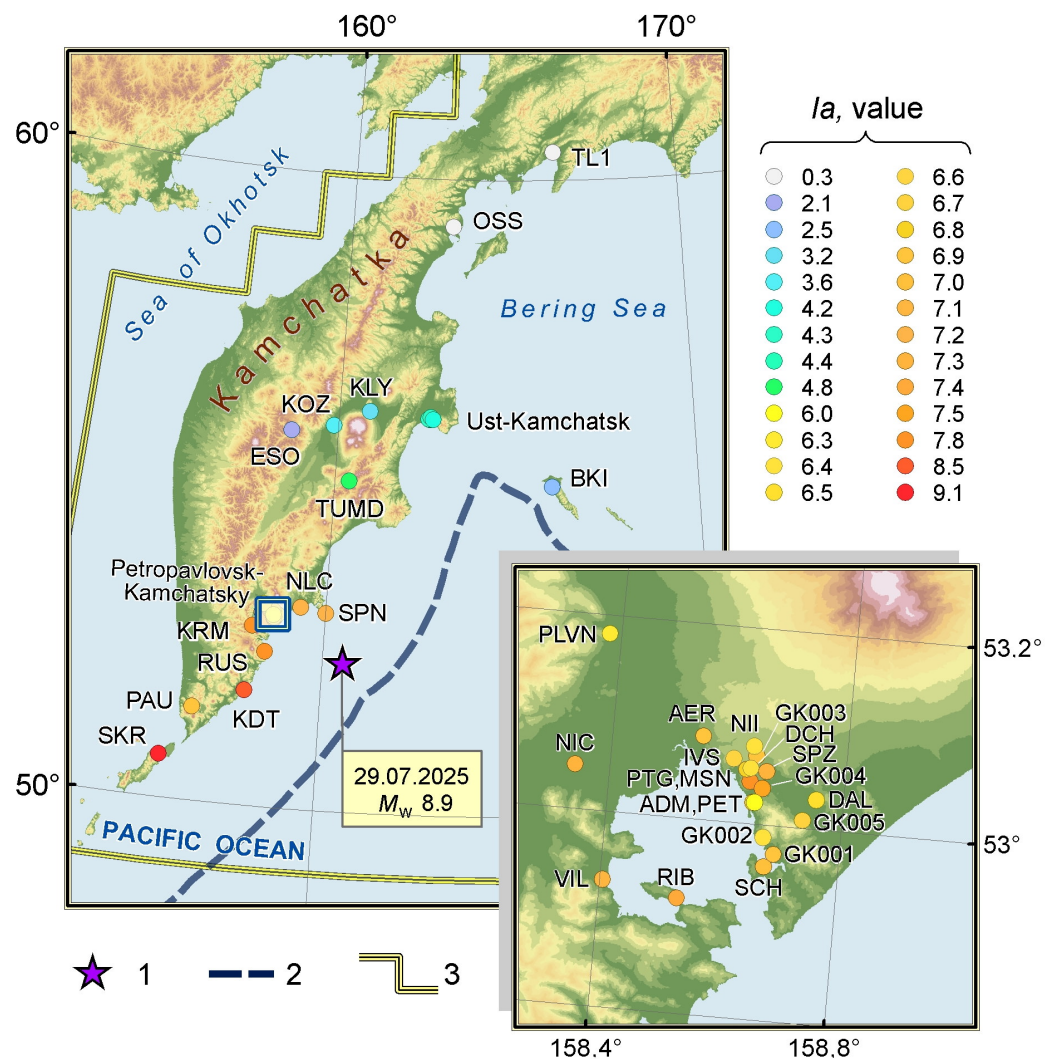 160° 170°
60°
Sea of Okhotsk
Kamchatka
TL1
OSS
Bering Sea
KLY
KOZ
ESO
Ust-Kamchatsk
TUMD
BKI
Petropavlovsk-
Kamchatsky
NLC
SPN
KRM
RUS
PAU
KDT
SKR
50°
29.07.2025
Mw 8.9
PACIFIC OCEAN
Ia, value
0.3 6.6
2.1 6.7
2.5 6.8
3.2 6.9
3.6 7.0
4.2 7.1
4.3 7.2
4.4 7.3
4.8 7.4
6.0 7.5
6.3 7.8
6.4 8.5
6.5 9.1
PLVN
53.2°
AER
NII
GK003
DCH
NIC
IVS
SPZ
PTG,MSN
GK004
ADM,PET
DAL
GK005
GK002
53°
GK001
VIL
RIB
SCH
158.4° 158.8°
1 2 3